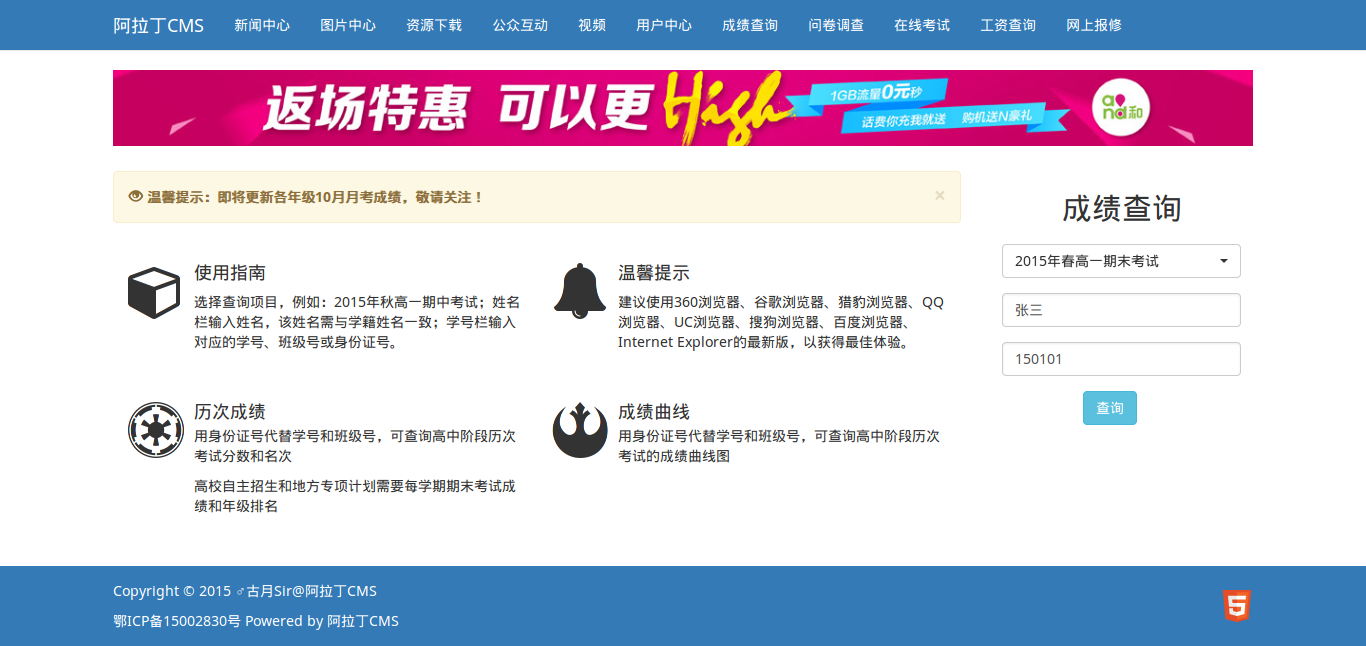 阿拉丁CMS 新闻中心 图片中心 资源下载 公众互动 视频 用户中心 成绩查询 问卷调查 在线考试 工资查询 网上报修
返场特惠 可以更High
1GB流量0元秒
话费你充我就送 购机送N豪礼
and和
温馨提示：即将更新各年级10月月考成绩，敬请关注！ ×
使用指南
选择查询项目，例如：2015年秋高一期中考试；姓名
栏输入姓名，该姓名需与学籍姓名一致；学号栏输入
对应的学号、班级号或身份证号。
温馨提示
建议使用360浏览器、谷歌浏览器、猎豹浏览器、QQ
浏览器、UC浏览器、搜狗浏览器、百度浏览器、
Internet Explorer的最新版，以获得最佳体验。
历次成绩
用身份证号代替学号和班级号，可查询高中阶段历次
考试分数和名次
高校自主招生和地方专项计划需要每学期期末考试成
绩和年级排名
成绩曲线
用身份证号代替学号和班级号，可查询高中阶段历次
考试的成绩曲线图
成绩查询
2015年春高一期末考试
张三
150101
查询
Copyright © 2015 ♂古月Sir@阿拉丁CMS
鄂ICP备15002830号 Powered by 阿拉丁CMS
5